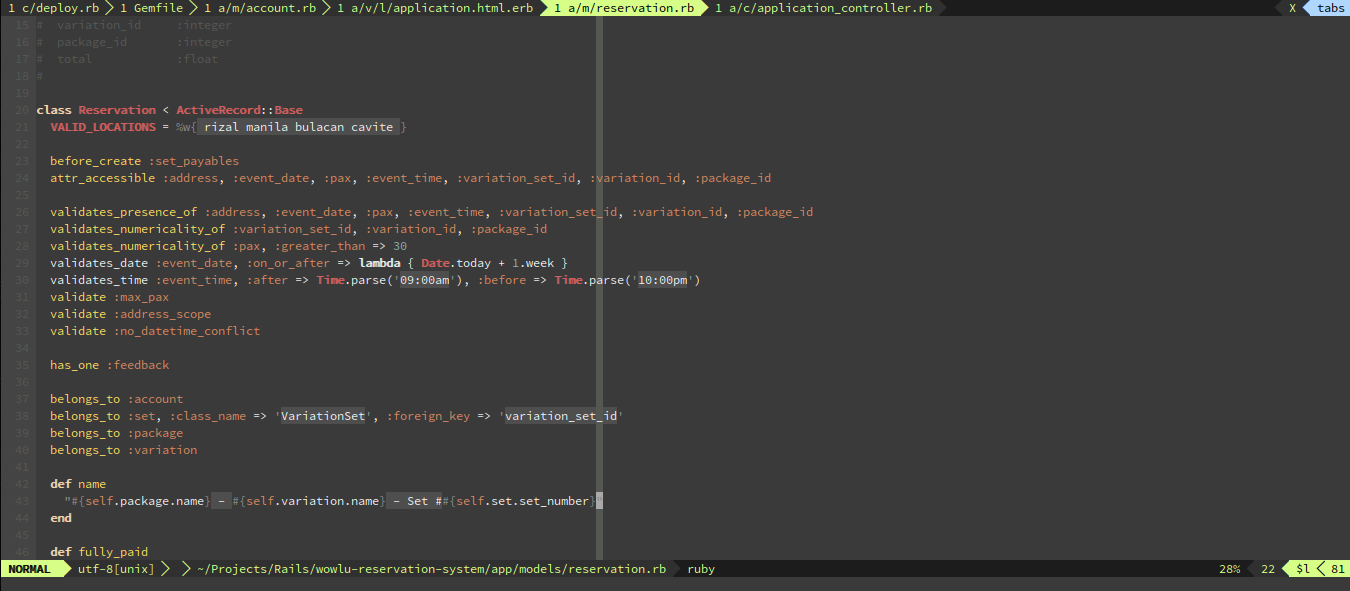 1 c/deploy.rb 1 Gemfile 1 a/m/account.rb 1 a/v/l/application.html.erb 1 a/m/reservation.rb 1 a/c/application_controller.rb X tabs
15 #  variation_id     :integer
16 #  package_id       :integer
17 #  total            :float
18 #
19
20 class Reservation < ActiveRecord::Base
21   VALID_LOCATIONS = %w{ rizal manila bulacan cavite }
22
23   before_create :set_payables
24   attr_accessible :address, :event_date, :pax, :event_time, :variation_set_id, :variation_id, :package_id
25
26   validates_presence_of :address, :event_date, :pax, :event_time, :variation_set_id, :variation_id, :package_id
27   validates_numericality_of :variation_set_id, :variation_id, :package_id
28   validates_numericality_of :pax, :greater_than => 30
29   validates_date :event_date, :on_or_after => lambda { Date.today + 1.week }
30   validates_time :event_time, :after => Time.parse('09:00am'), :before => Time.parse('10:00pm')
31   validate :max_pax
32   validate :address_scope
33   validate :no_datetime_conflict
34
35   has_one :feedback
36
37   belongs_to :account
38   belongs_to :set, :class_name => 'VariationSet', :foreign_key => 'variation_set_id'
39   belongs_to :package
40   belongs_to :variation
41
42   def name
43     "#{self.package.name} - #{self.variation.name} - Set ##{self.set.set_number}"
44   end
45
46   def fully_paid
NORMAL utf-8[unix] ~/Projects/Rails/wowlu-reservation-system/app/models/reservation.rb ruby 28% 22 $l 81